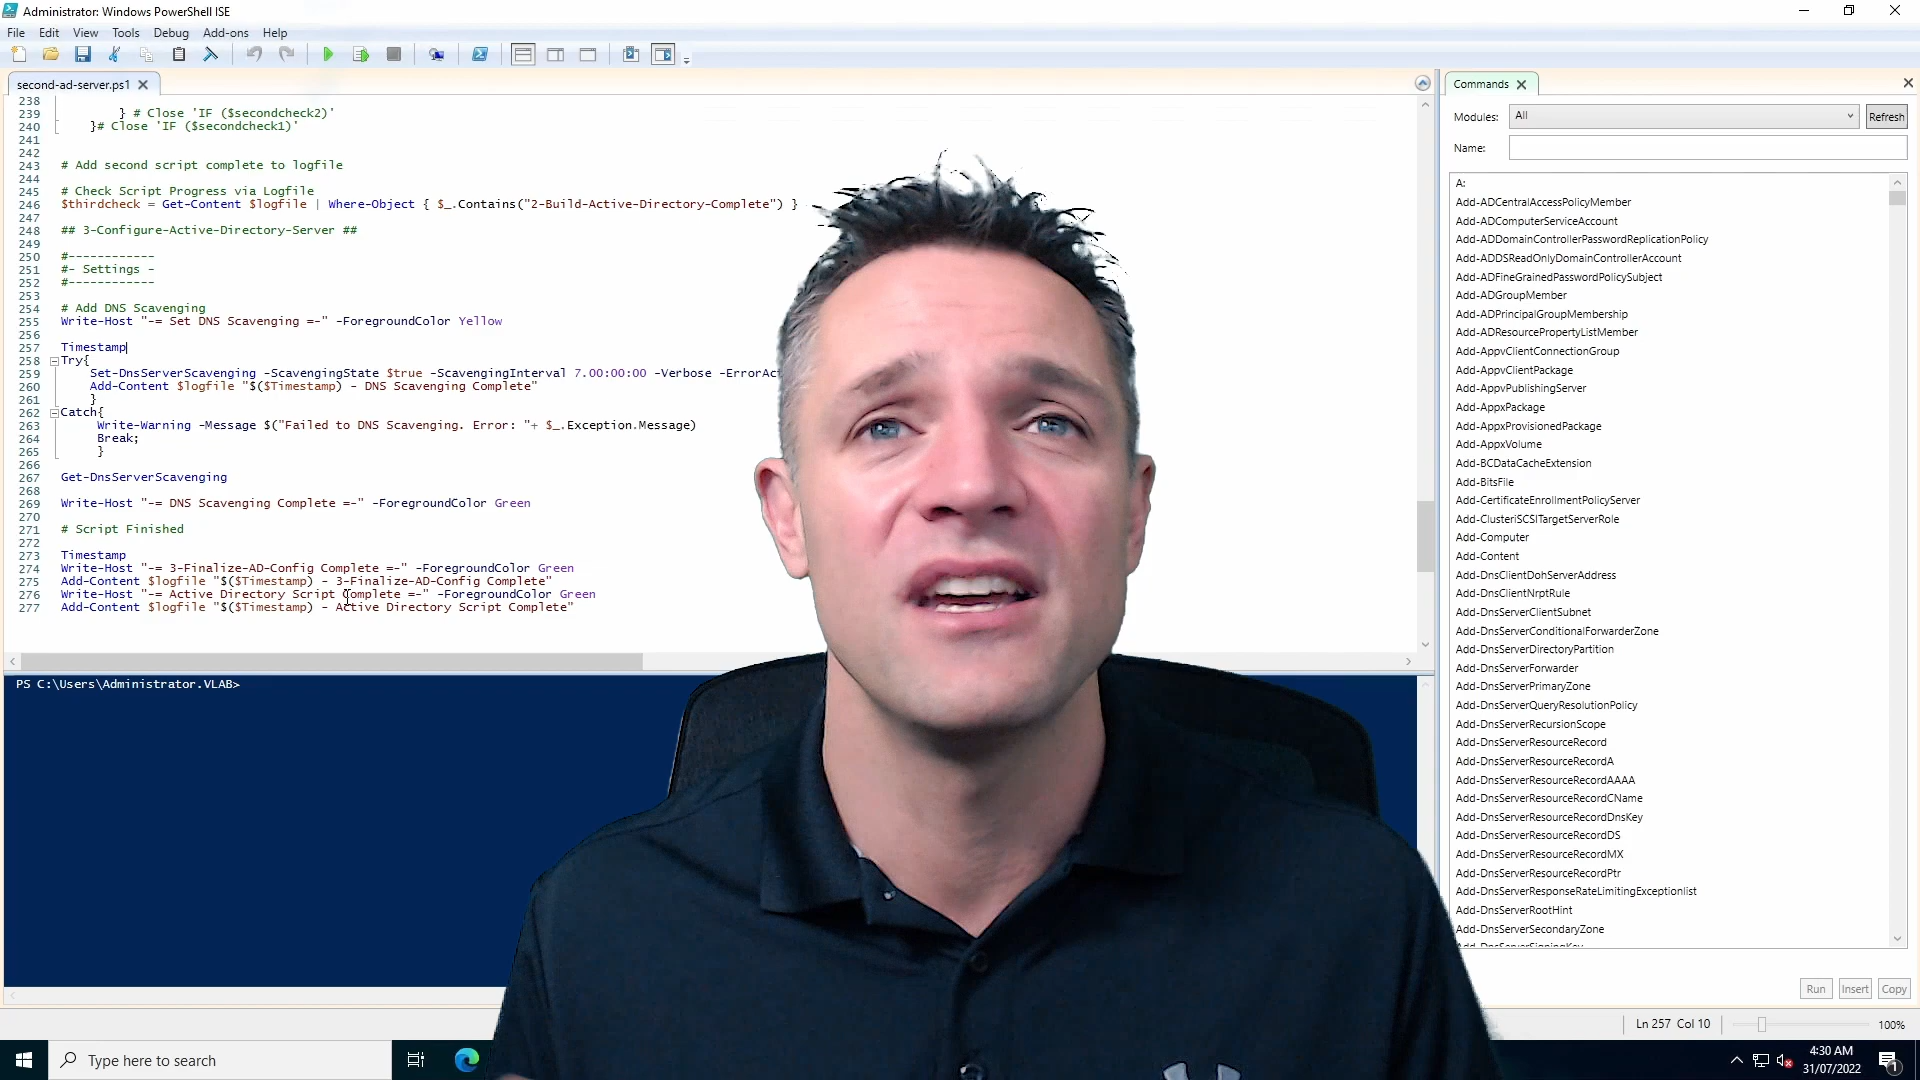 Administrator: Windows PowerShell ISE
File Edit View Tools Debug Add-ons Help
second-ad-server.ps1
238
239 } # Close 'IF ($secondcheck2)'
240 }# Close 'IF ($secondcheck1)'
241
242
243 # Add second script complete to logfile
244
245 # Check Script Progress via Logfile
246 $thirdcheck = Get-Content $logfile | Where-Object { $_.Contains("2-Build-Active-Directory-Complete") }
247
248 ## 3-Configure-Active-Directory-Server ##
249
250 #------------
251 #- Settings -
252 #------------
253
254 # Add DNS Scavenging
255 Write-Host "-= Set DNS Scavenging =-" -ForegroundColor Yellow
256
257 Timestamp
258 Try{
259 Set-DnsServerScavenging -ScavengingState $true -ScavengingInterval 7.00:00:00 -Verbose -ErrorAct
260 Add-Content $logfile "$($Timestamp) - DNS Scavenging Complete"
261 }
262 Catch{
263 Write-Warning -Message $("Failed to DNS Scavenging. Error: "+ $_.Exception.Message)
264 Break;
265 }
266
267 Get-DnsServerScavenging
268
269 Write-Host "-= DNS Scavenging Complete =-" -ForegroundColor Green
270
271 # Script Finished
272
273 Timestamp
274 Write-Host "-= 3-Finalize-AD-Config Complete =-" -ForegroundColor Green
275 Add-Content $logfile "$($Timestamp) - 3-Finalize-AD-Config Complete"
276 Write-Host "-= Active Directory Script Complete =-" -ForegroundColor Green
277 Add-Content $logfile "$($Timestamp) - Active Directory Script Complete"
PS C:\Users\Administrator.VLAB>
Commands
Modules: All Refresh
Name:
A:
Add-ADCentralAccessPolicyMember
Add-ADComputerServiceAccount
Add-ADDomainControllerPasswordReplicationPolicy
Add-ADDSReadOnlyDomainControllerAccount
Add-ADFineGrainedPasswordPolicySubject
Add-ADGroupMember
Add-ADPrincipalGroupMembership
Add-ADResourcePropertyListMember
Add-AppvClientConnectionGroup
Add-AppvClientPackage
Add-AppvPublishingServer
Add-AppxPackage
Add-AppxProvisionedPackage
Add-AppxVolume
Add-BCDataCacheExtension
Add-BitsFile
Add-CertificateEnrollmentPolicyServer
Add-ClusteriSCSITargetServerRole
Add-Computer
Add-Content
Add-DnsClientDohServerAddress
Add-DnsClientNrptRule
Add-DnsServerClientSubnet
Add-DnsServerConditionalForwarderZone
Add-DnsServerDirectoryPartition
Add-DnsServerForwarder
Add-DnsServerPrimaryZone
Add-DnsServerQueryResolutionPolicy
Add-DnsServerRecursionScope
Add-DnsServerResourceRecord
Add-DnsServerResourceRecordA
Add-DnsServerResourceRecordAAAA
Add-DnsServerResourceRecordCName
Add-DnsServerResourceRecordDnsKey
Add-DnsServerResourceRecordDS
Add-DnsServerResourceRecordMX
Add-DnsServerResourceRecordPtr
Add-DnsServerResponseRateLimitingExceptionlist
Add-DnsServerRootHint
Add-DnsServerSecondaryZone
Add-DnsServerSigningKey
Run Insert Copy
Ln 257 Col 10 100%
Type here to search
4:30 AM
31/07/2022
1